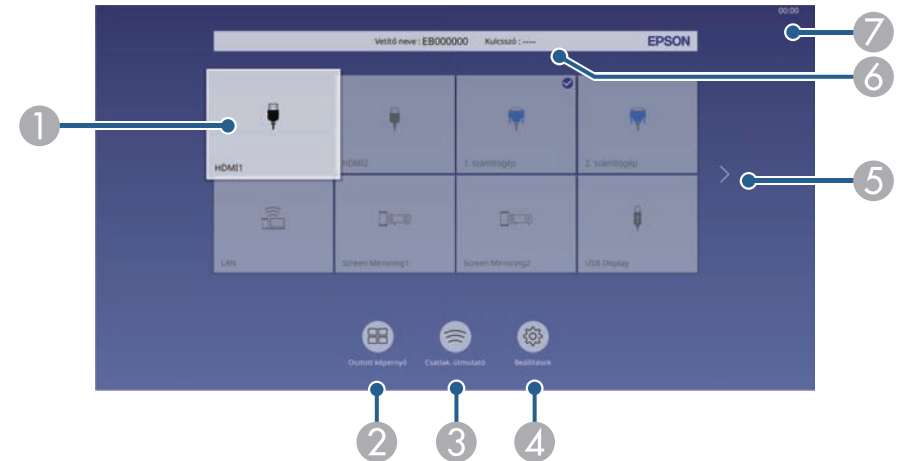 00:00
Vetítő neve : EB000000 Kulcsszó : ---- EPSON
7
6
1
HDMI1 HDMI2 1. számítógép 2. számítógép
5
LAN Screen Mirroring1 Screen Mirroring2 USB Display
Osztott képernyő Csatlak. útmutató Beállítások
2 3 4